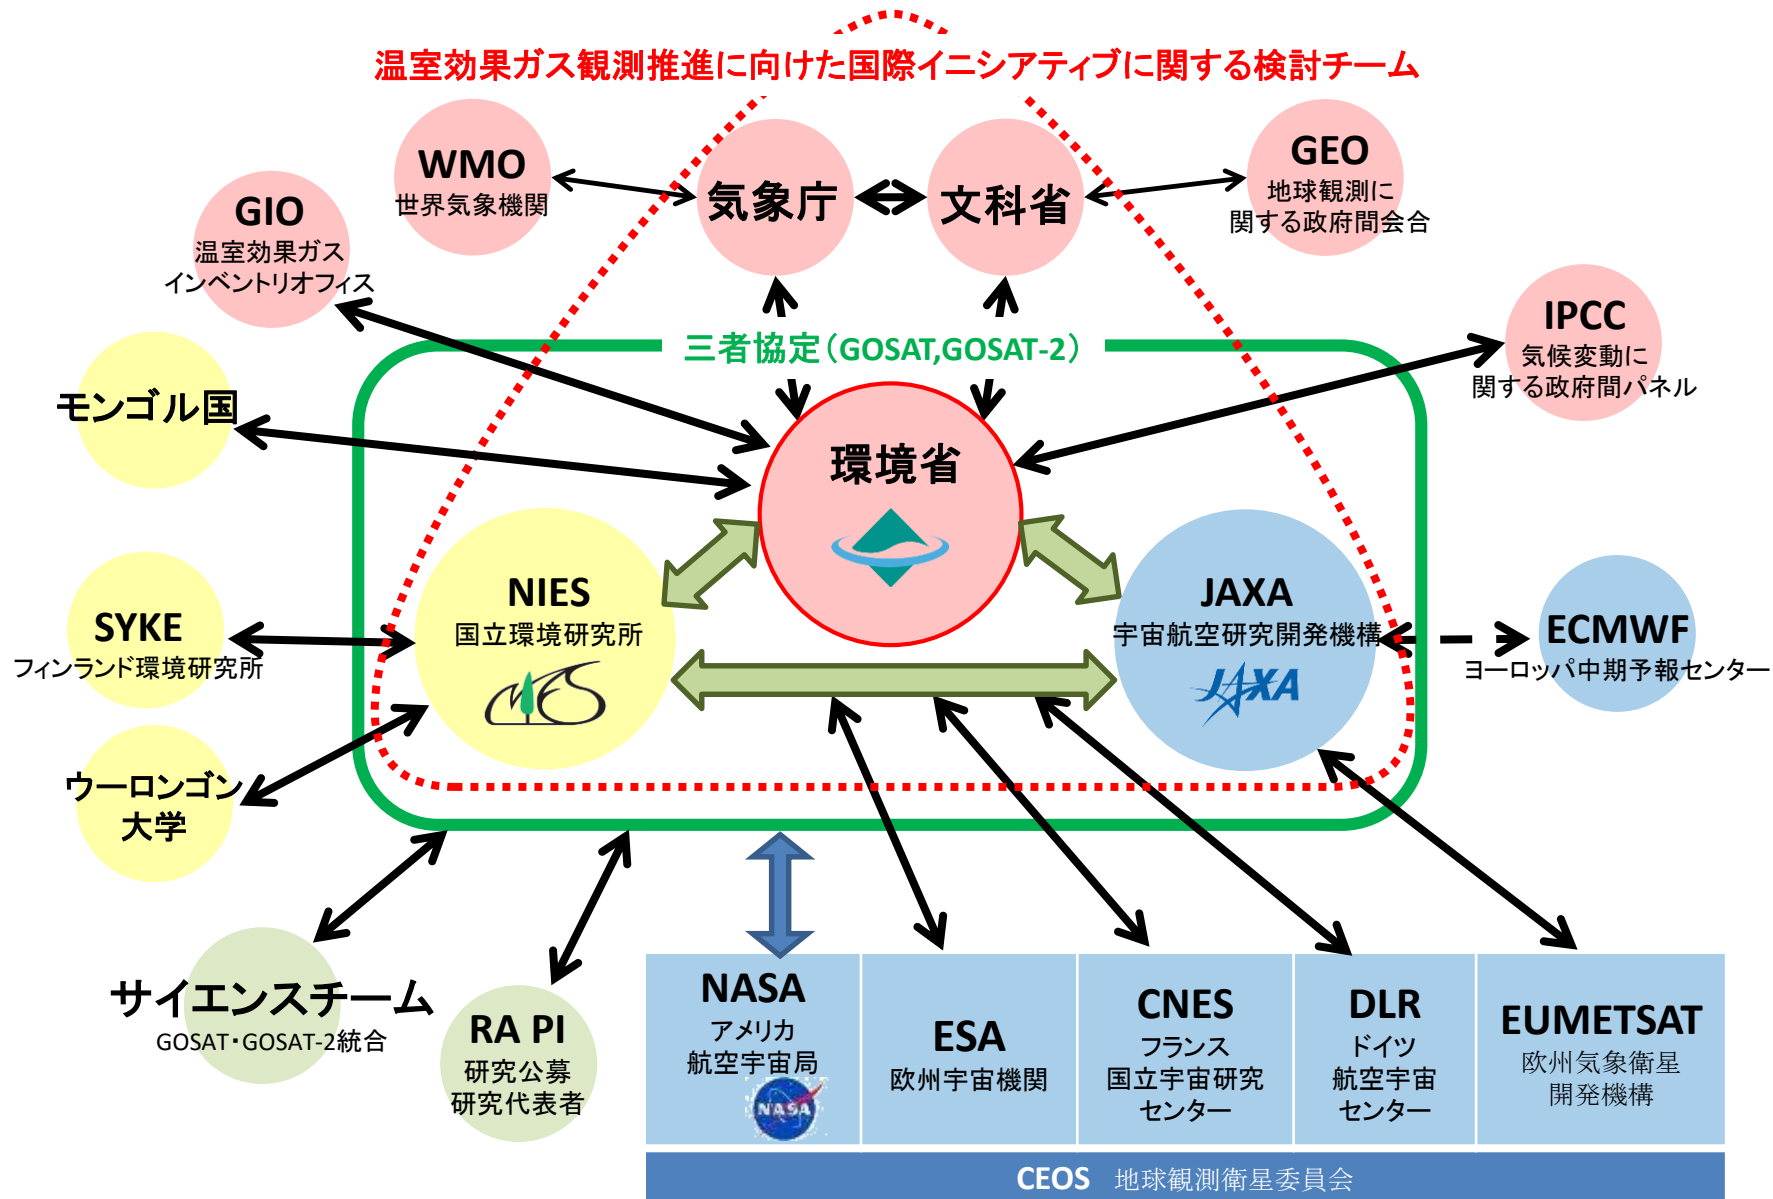 温室効果ガス観測推進に向けた国際イニシアティブに関する検討チーム
WMO
世界気象機関
気象庁
文科省
GEO
地球観測に
関する政府間会合
GIO
温室効果ガス
インベントリオフィス
IPCC
気候変動に
関する政府間パネル
三者協定(GOSAT,GOSAT-2)
モンゴル国
環境省
NIES
国立環境研究所
NIES
JAXA
宇宙航空研究開発機構
JAXA
SYKE
フィンランド環境研究所
ECMWF
ヨーロッパ中期予報センター
ウーロンゴン
大学
サイエンスチーム
GOSAT・GOSAT-2統合
RA PI
研究公募
研究代表者
NASA
アメリカ
航空宇宙局
NASA
ESA
欧州宇宙機関
CNES
フランス
国立宇宙研究
センター
DLR
ドイツ
航空宇宙
センター
EUMETSAT
欧州気象衛星
開発機構
CEOS 地球観測衛星委員会